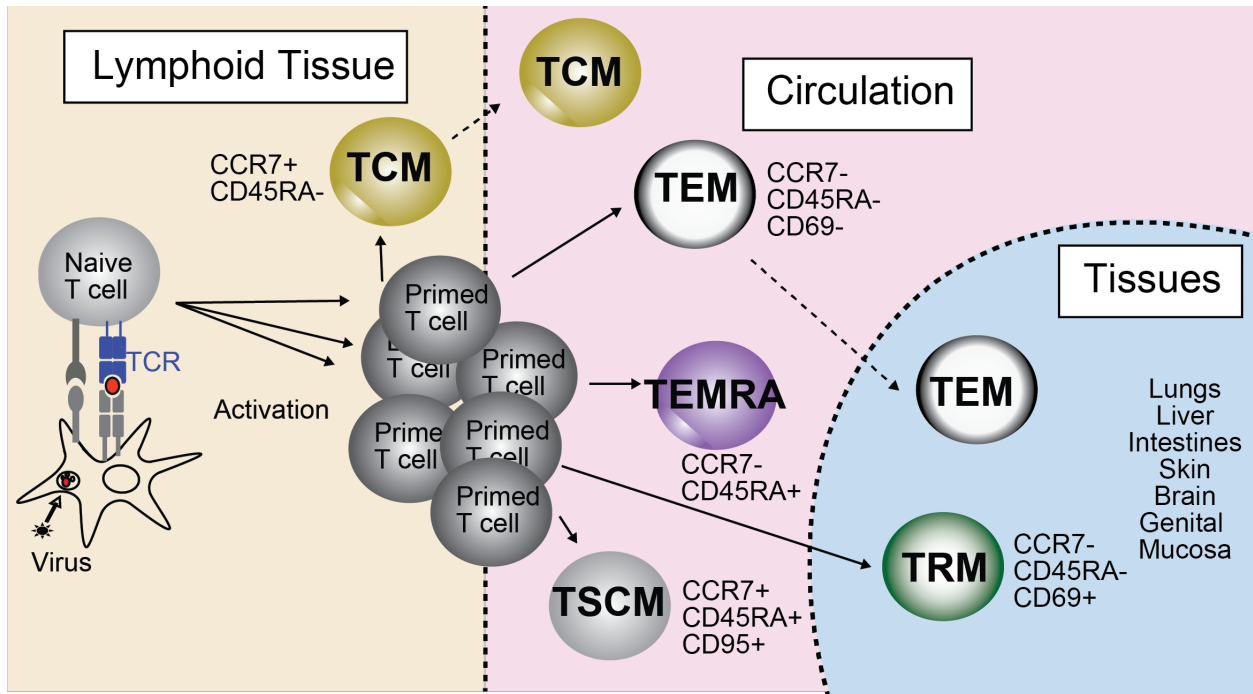 Lymphoid Tissue
TCM
CCR7+
CD45RA-
Naive
T cell
TCR
Activation
Virus
Primed
T cell
T cell
Primed
T cell
Prime
T cell
Primed
T cell
Primed
T cell
Circulation
TCM
TEM
CCR7-
CD45RA-
CD69-
TEMRA
CCR7-
CD45RA+
TSCM
CCR7+
CD45RA+
CD95+
Tissues
TEM
TRM
CCR7-
CD45RA-
CD69+
Lungs
Liver
Intestines
Skin
Brain
Genital
Mucosa